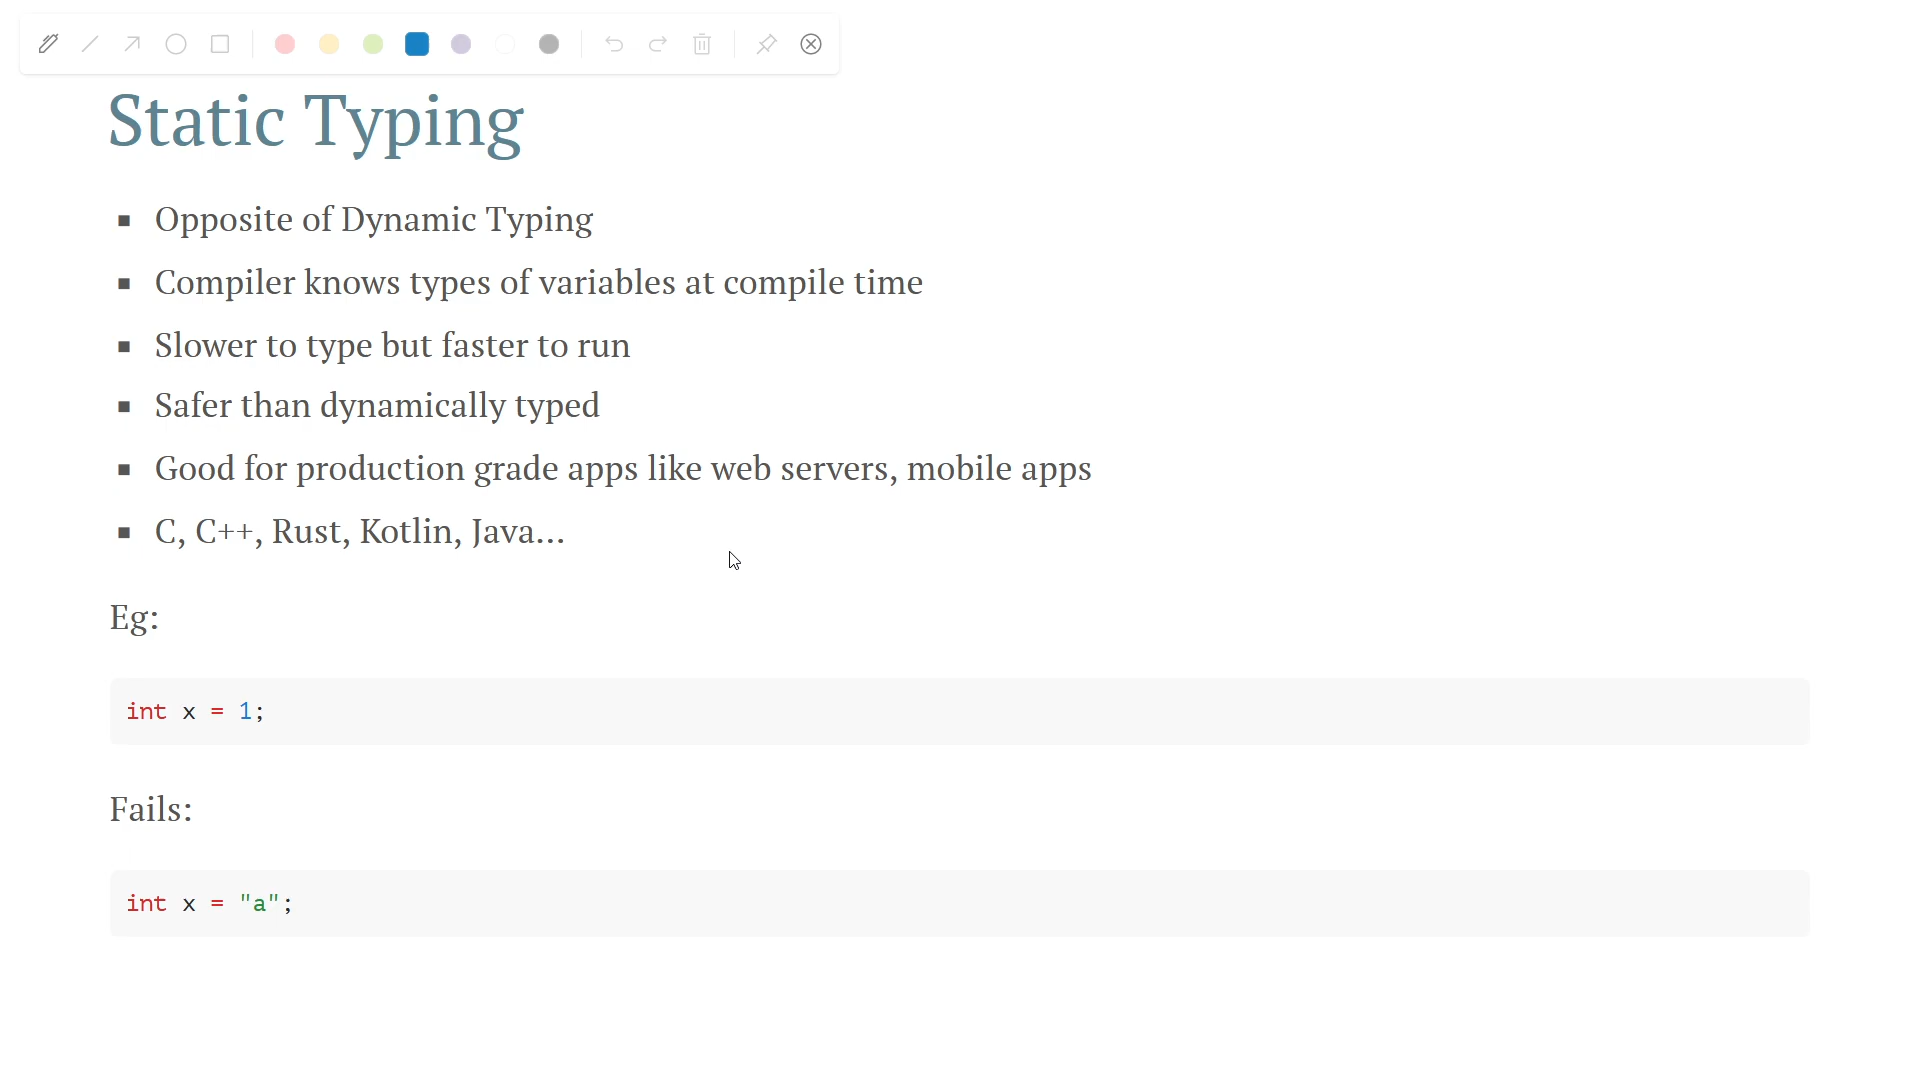 Static Typing
▪ Opposite of Dynamic Typing
▪ Compiler knows types of variables at compile time
▪ Slower to type but faster to run
▪ Safer than dynamically typed
▪ Good for production grade apps like web servers, mobile apps
▪ C, C++, Rust, Kotlin, Java...
Eg:
int x = 1;
Fails:
int x = "a";